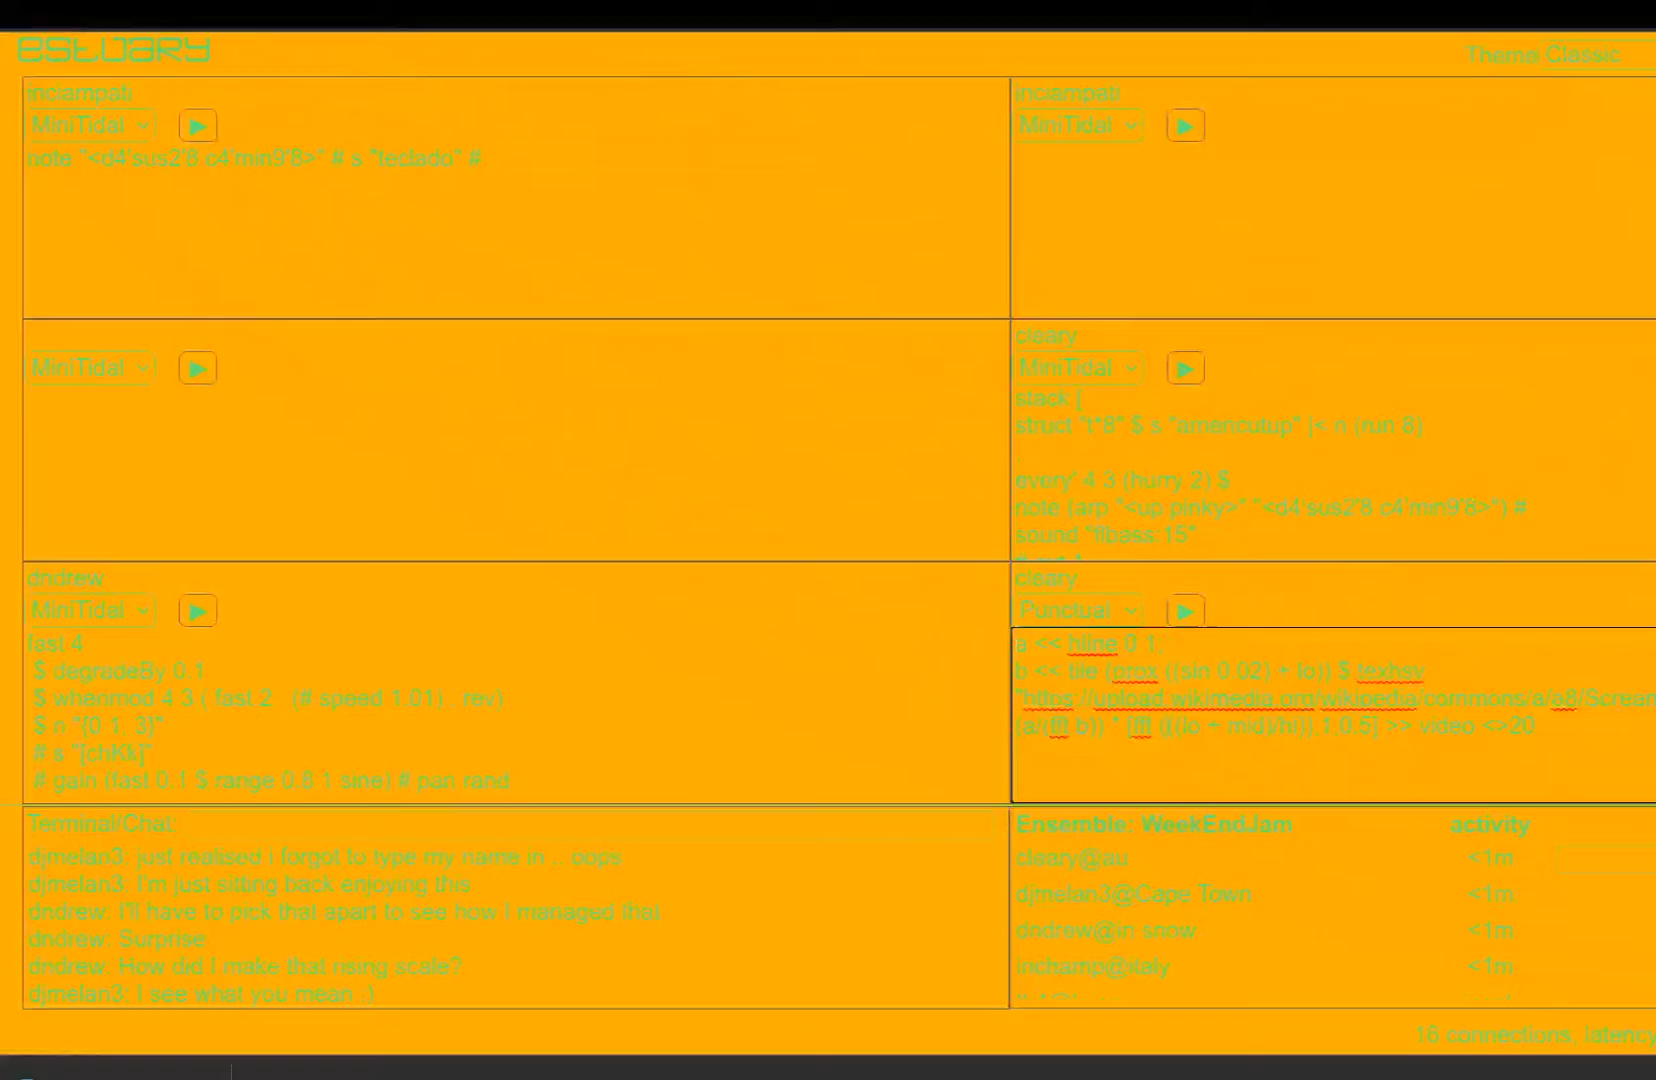 estuary
Theme Classic
inciampati
MiniTidal
note "<d4'sus2'8 c4'min9'8>" # s "teclado" #
inciampati
MiniTidal
MiniTidal
cleary
MiniTidal
stack [
struct "t*8" $ s "amencutup" |< n (run 8)
every' 4 3 (hurry 2) $
note (arp "<up pinky>" "<d4'sus2'8 c4'min9'8>") #
sound "flbass:15"
dndrew
MiniTidal
fast 4
$ degradeBy 0.1
$ whenmod 4 3 ( fast 2 . (# speed 1.01) . rev)
$ n "{0 1, 3}"
# s "[chKk]"
# gain (fast 0.1 $ range 0.8 1 sine) # pan rand
cleary
Punctual
a << hline 0 1;
b << tile (prox ((sin 0.02) + lo)) $ texhsv
"https://upload.wikimedia.org/wikipedia/commons/a/a8/Scream
(a/(fft b)) * [fft (((lo + mid)/hi)),1,0.5] >> video <>20
Terminal/Chat:
djmelan3: just realised i forgot to type my name in .. oops
djmelan3: I'm just sitting back enjoying this
dndrew: I'll have to pick that apart to see how I managed that
dndrew: Surprise
dndrew: How did I make that rising scale?
djmelan3: I see what you mean :)
Ensemble: WeekEndJam activity
cleary@au <1m
djmelan3@Cape Town <1m
dndrew@in snow <1m
inchamp@italy <1m
16 connections, latency